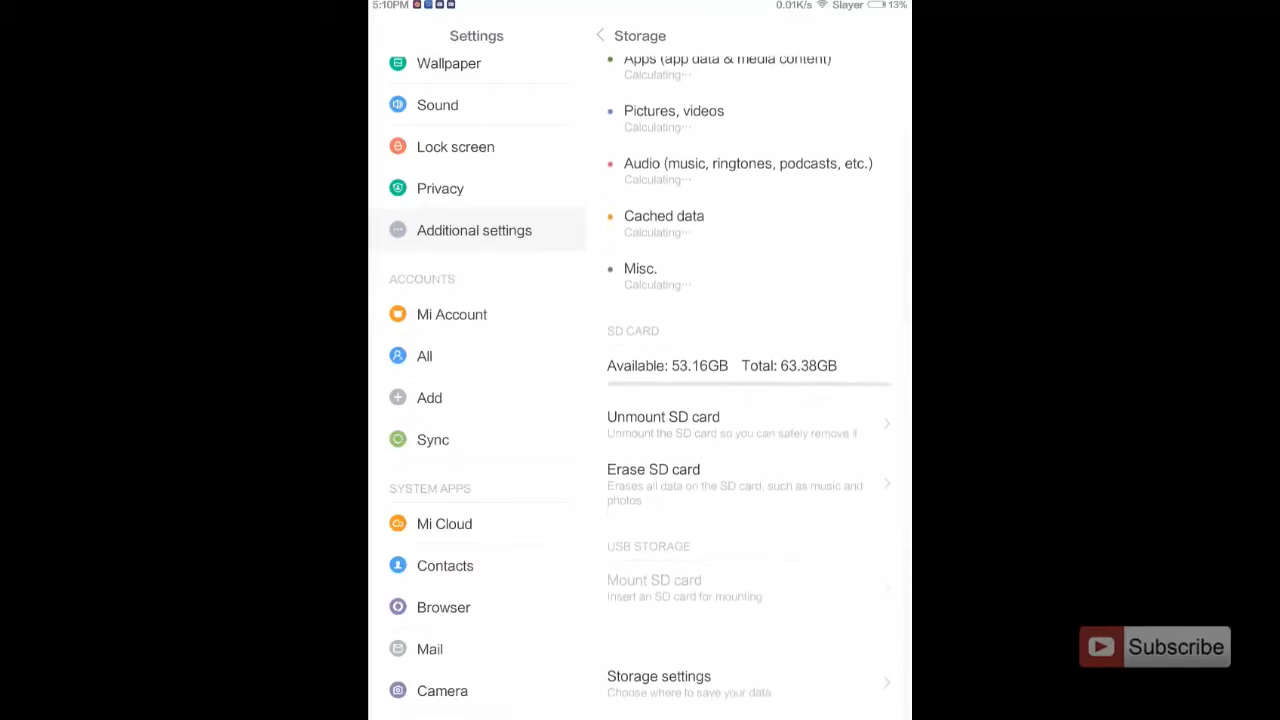 5:10PM
0.01K/s Slayer 13%
Settings
Storage
Wallpaper
Sound
Lock screen
Privacy
Additional settings
ACCOUNTS
Mi Account
All
Add
Sync
SYSTEM APPS
Mi Cloud
Contacts
Browser
Mail
Camera
Apps (app data & media content)
Calculating...
Pictures, videos
Calculating...
Audio (music, ringtones, podcasts, etc.)
Calculating...
Cached data
Calculating...
Misc.
Calculating...
SD CARD
Available: 53.16GB Total: 63.38GB
Unmount SD card
Unmount the SD card so you can safely remove it
Erase SD card
Erases all data on the SD card, such as music and
photos
USB STORAGE
Mount SD card
Insert an SD card for mounting
Storage settings
Choose where to save your data
Subscribe